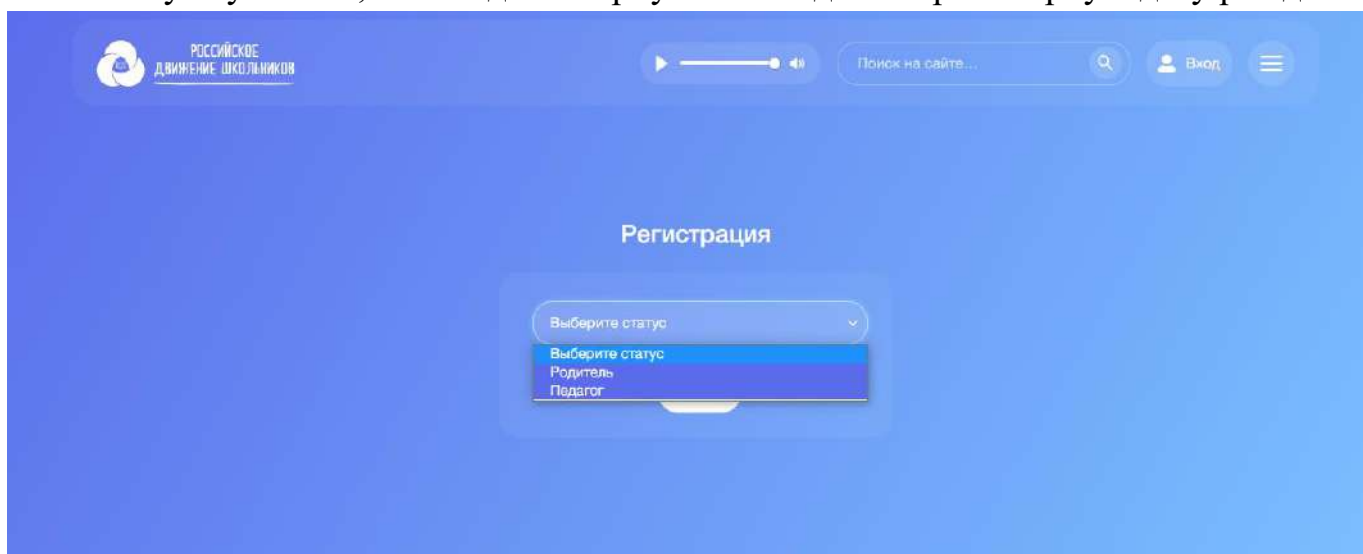 РОССИЙСКОЕ
ДВИЖЕНИЕ ШКОЛЬНИКОВ
Поиск на сайте...
Вход
Регистрация
Выберите статус
Выберите статус
Родитель
Педагог